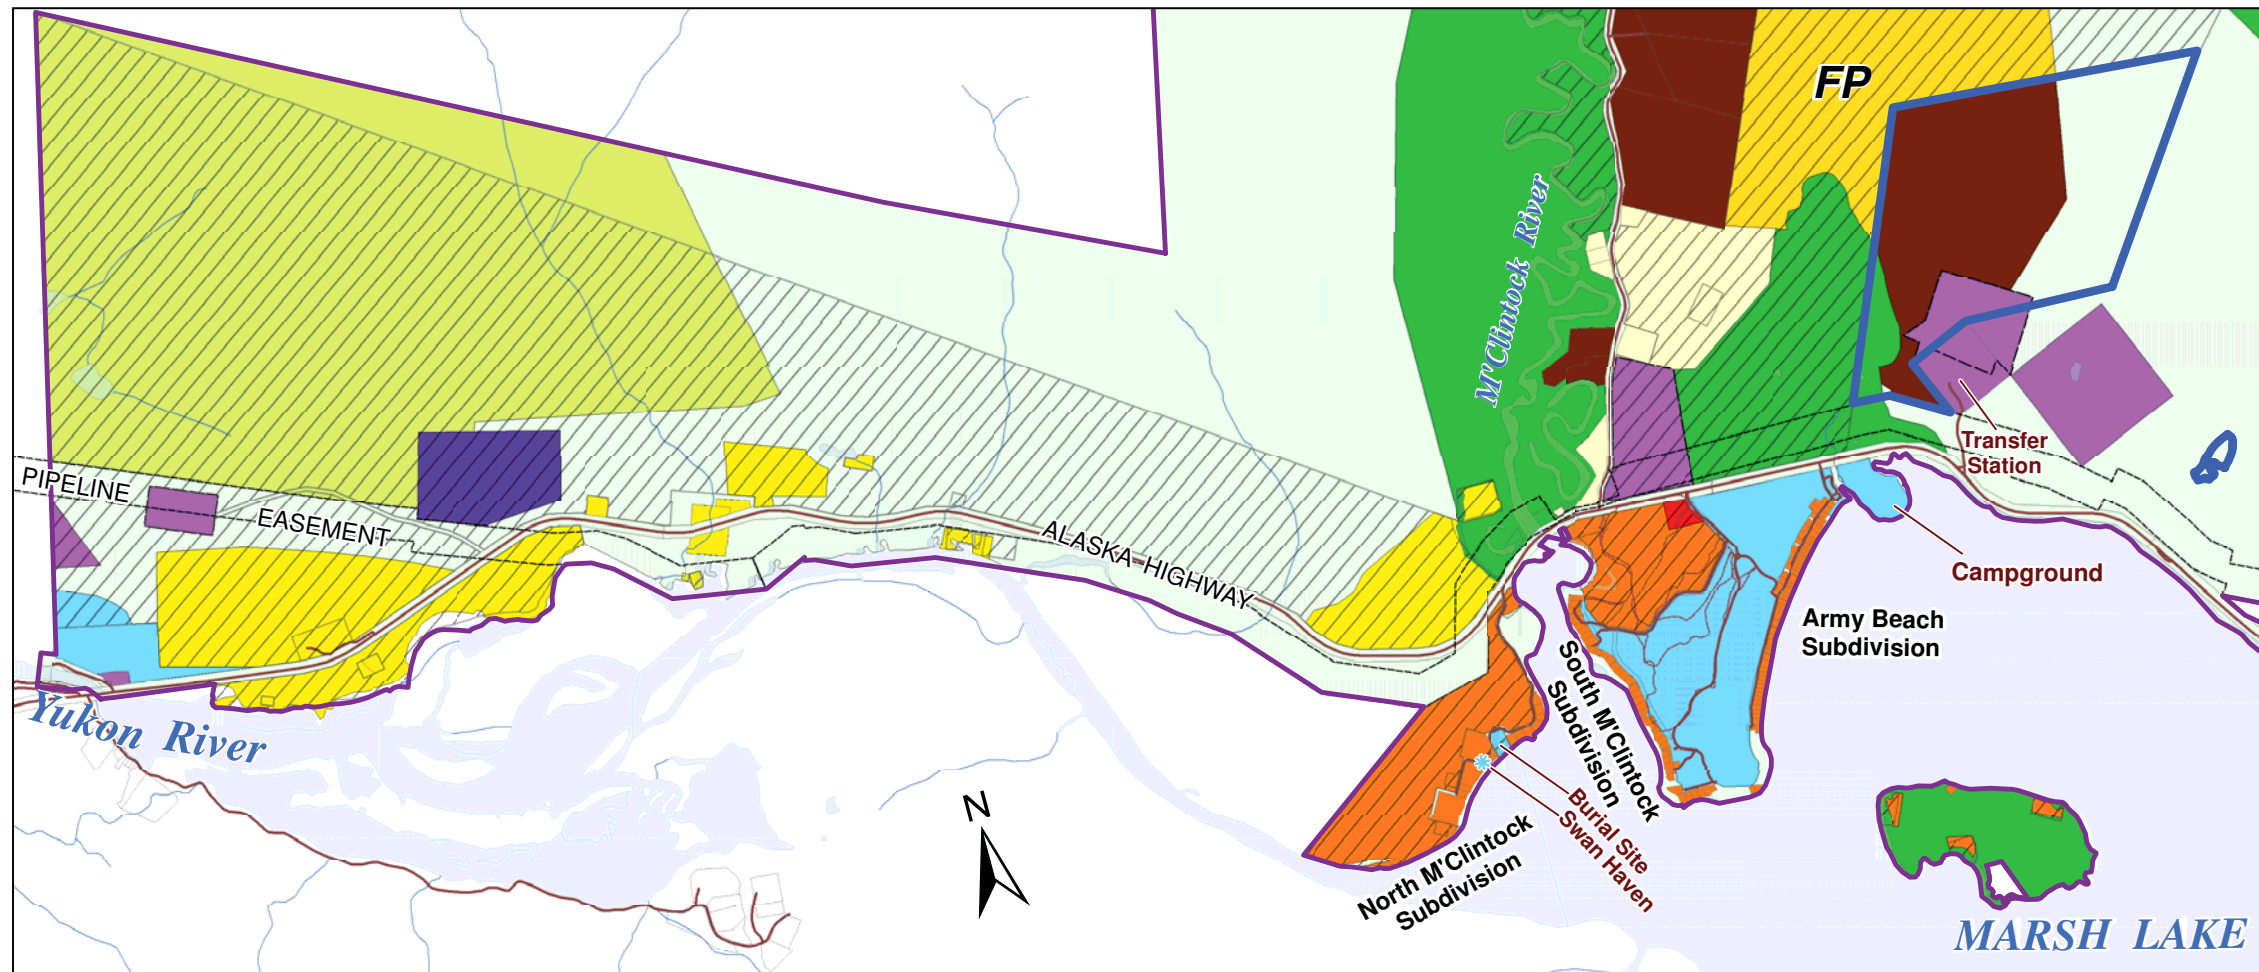 FP
M'Clintock River
PIPELINE
EASEMENT
ALASKA HIGHWAY
Transfer
Station
Campground
Army Beach
Subdivision
South M'Clintock
Subdivision
Yukon River
N
Burial Site
Swan Haven
North M'Clintock
Subdivision
MARSH LAKE